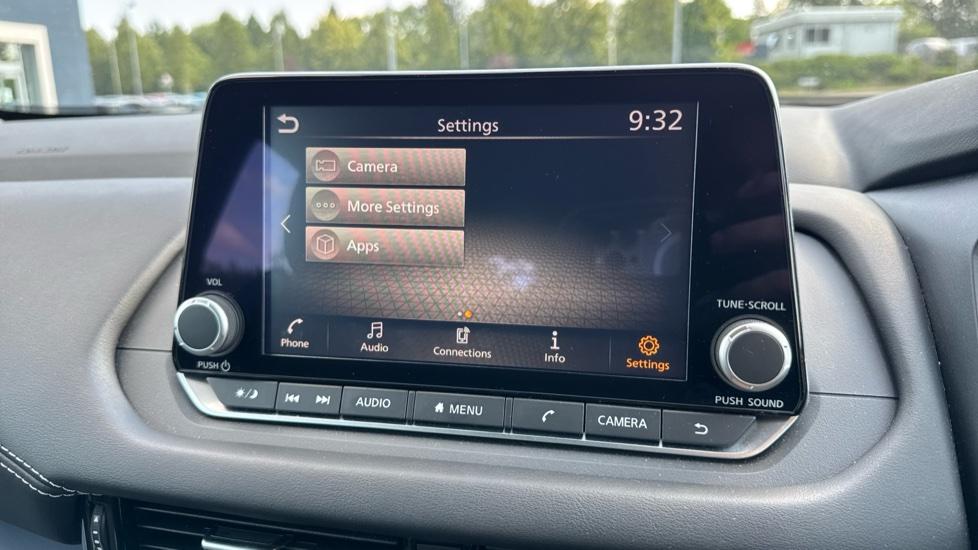 Settings
9:32
Camera
More Settings
Apps
Phone
Audio
Connections
Info
Settings
VOL
PUSH
TUNE·SCROLL
PUSH SOUND
AUDIO
MENU
CAMERA